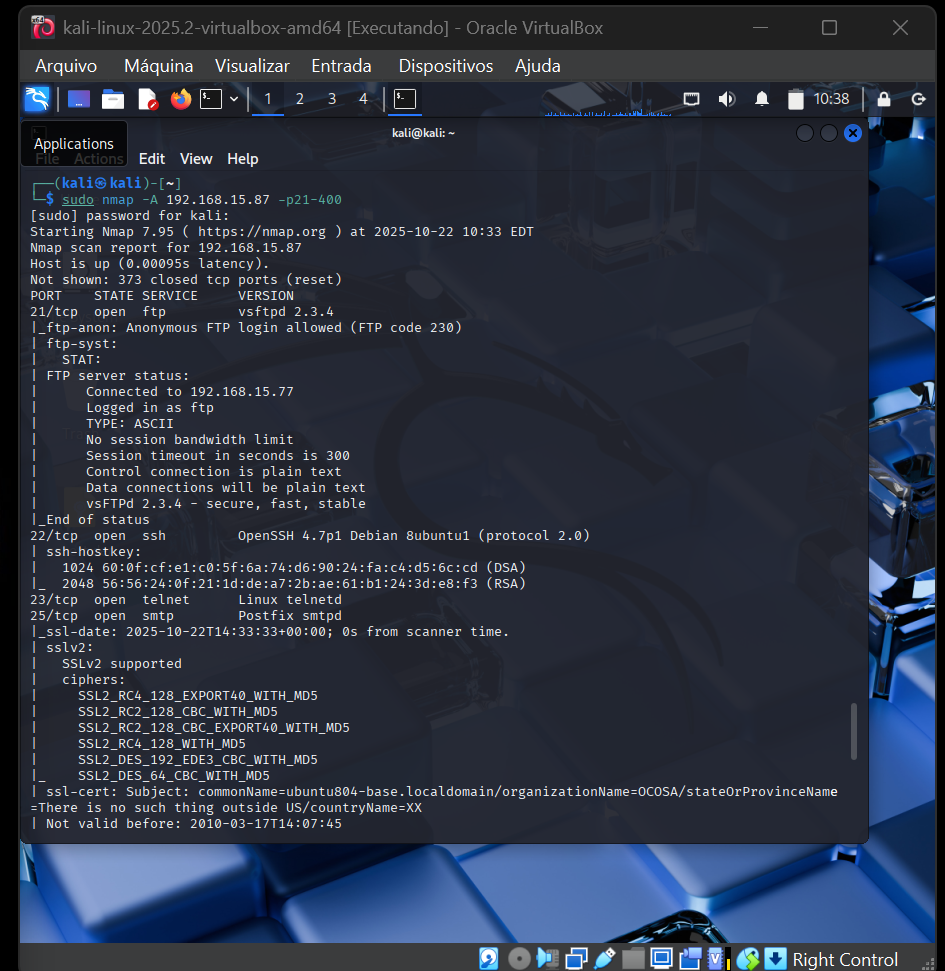 kali-linux-2025.2-virtualbox-amd64 [Executando] - Oracle VirtualBox
Arquivo Máquina Visualizar Entrada Dispositivos Ajuda
1 2 3 4 10:38
kali@kali: ~
Applications
File Actions Edit View Help
┌──(kali㉿kali)-[~]
└─$ sudo nmap -A 192.168.15.87 -p21-400
[sudo] password for kali:
Starting Nmap 7.95 ( https://nmap.org ) at 2025-10-22 10:33 EDT
Nmap scan report for 192.168.15.87
Host is up (0.00095s latency).
Not shown: 373 closed tcp ports (reset)
PORT    STATE SERVICE     VERSION
21/tcp  open  ftp         vsftpd 2.3.4
|_ftp-anon: Anonymous FTP login allowed (FTP code 230)
| ftp-syst:
|   STAT:
| FTP server status:
|      Connected to 192.168.15.77
|      Logged in as ftp
|      TYPE: ASCII
|      No session bandwidth limit
|      Session timeout in seconds is 300
|      Control connection is plain text
|      Data connections will be plain text
|      vsFTPd 2.3.4 - secure, fast, stable
|_End of status
22/tcp  open  ssh         OpenSSH 4.7p1 Debian 8ubuntu1 (protocol 2.0)
| ssh-hostkey:
|   1024 60:0f:cf:e1:c0:5f:6a:74:d6:90:24:fa:c4:d5:6c:cd (DSA)
|_  2048 56:56:24:0f:21:1d:de:a7:2b:ae:61:b1:24:3d:e8:f3 (RSA)
23/tcp  open  telnet      Linux telnetd
25/tcp  open  smtp        Postfix smtpd
|_ssl-date: 2025-10-22T14:33:33+00:00; 0s from scanner time.
| sslv2:
|   SSLv2 supported
|   ciphers:
|     SSL2_RC4_128_EXPORT40_WITH_MD5
|     SSL2_RC2_128_CBC_WITH_MD5
|     SSL2_RC2_128_CBC_EXPORT40_WITH_MD5
|     SSL2_RC4_128_WITH_MD5
|     SSL2_DES_192_EDE3_CBC_WITH_MD5
|_    SSL2_DES_64_CBC_WITH_MD5
| ssl-cert: Subject: commonName=ubuntu804-base.localdomain/organizationName=OCOSA/stateOrProvinceName
=There is no such thing outside US/countryName=XX
| Not valid before: 2010-03-17T14:07:45
Right Control